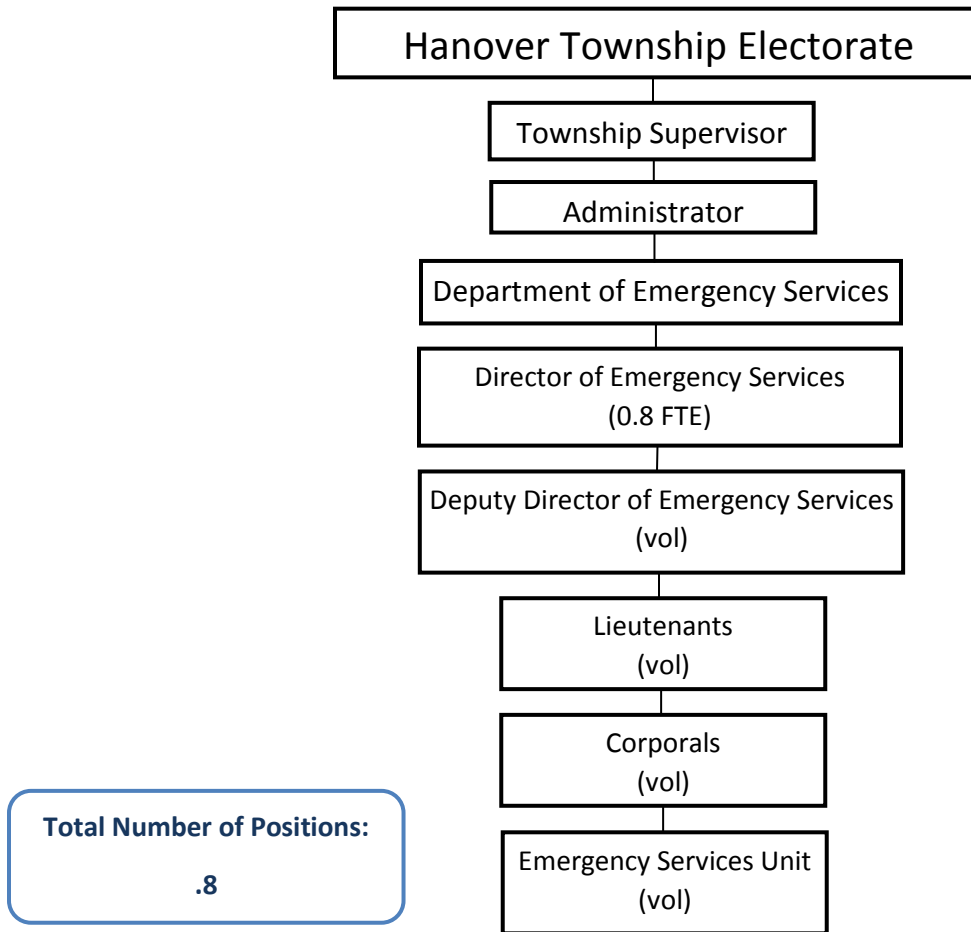 Hanover Township Electorate
Township Supervisor
Administrator
Department of Emergency Services
Director of Emergency Services
(0.8 FTE)
Deputy Director of Emergency Services
(vol)
Lieutenants
(vol)
Corporals
(vol)
Emergency Services Unit
(vol)
Total Number of Positions:
.8